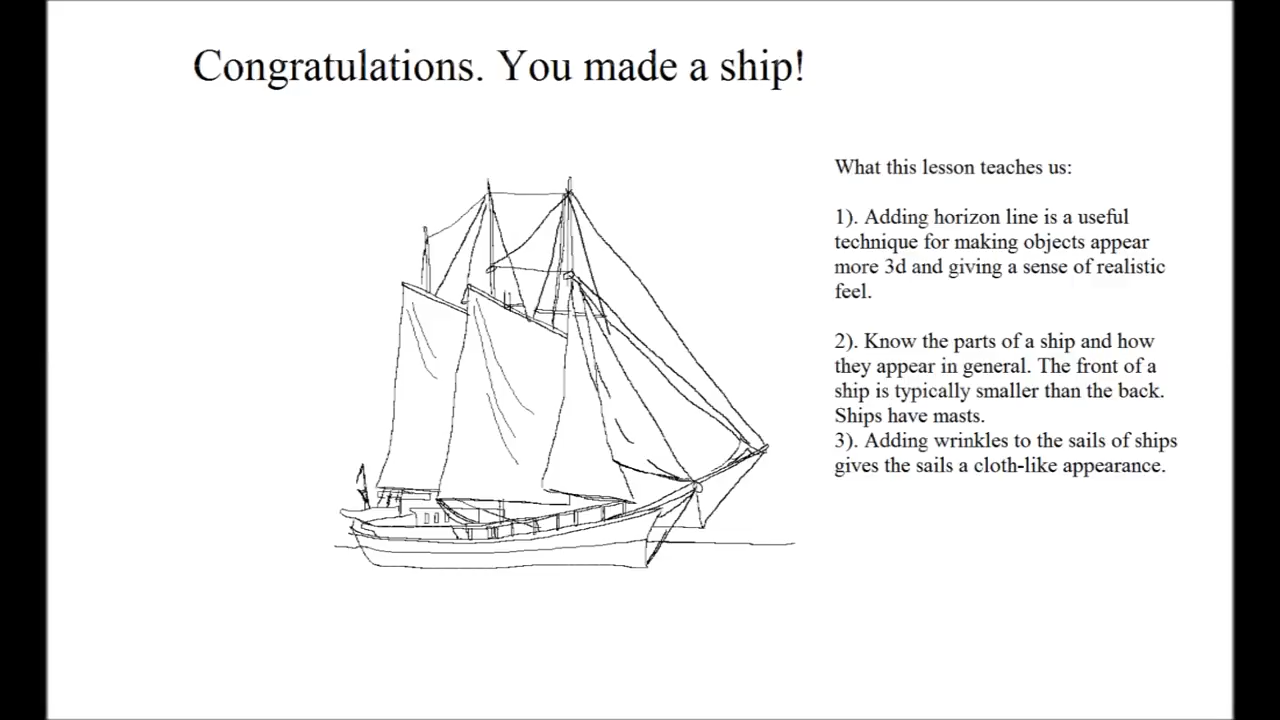 Congratulations. You made a ship!
What this lesson teaches us:
1). Adding horizon line is a useful
technique for making objects appear
more 3d and giving a sense of realistic
feel.
2). Know the parts of a ship and how
they appear in general. The front of a
ship is typically smaller than the back.
Ships have masts.
3). Adding wrinkles to the sails of ships
gives the sails a cloth-like appearance.